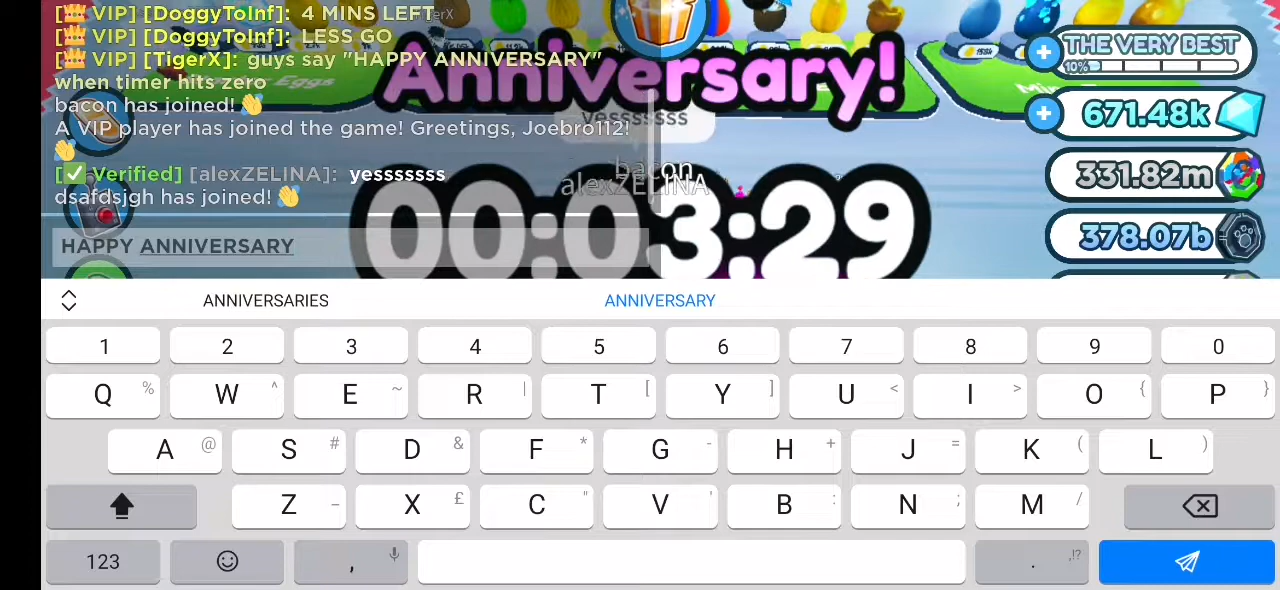 [👑 VIP] [DoggyToInf]: 4 MINS LEFT
[👑 VIP] [DoggyToInf]: LESS GO
[👑 VIP] [TigerX]: guys say "HAPPY ANNIVERSARY"
when timer hits zero
bacon has joined! 👋
A VIP player has joined the game! Greetings, Joebro112!
👋
[✅ Verified] [alexZELINA]: yesssssss
dsafdsjgh has joined! 👋
HAPPY ANNIVERSARY
Anniversary!
yesssssss
bacon
alexZELINA
00:03:29
THE VERY BEST
10%
671.48k
331.82m
378.07b
Eggs
ANNIVERSARIES ANNIVERSARY
1 2 3 4 5 6 7 8 9 0
Q % W ^ E ~ R | T [ Y ] U < I > O { P }
A @ S # D & F * G - H + J = K ( L )
Z _ X £ C " V ' B : N ; M /
123 , . ,!?